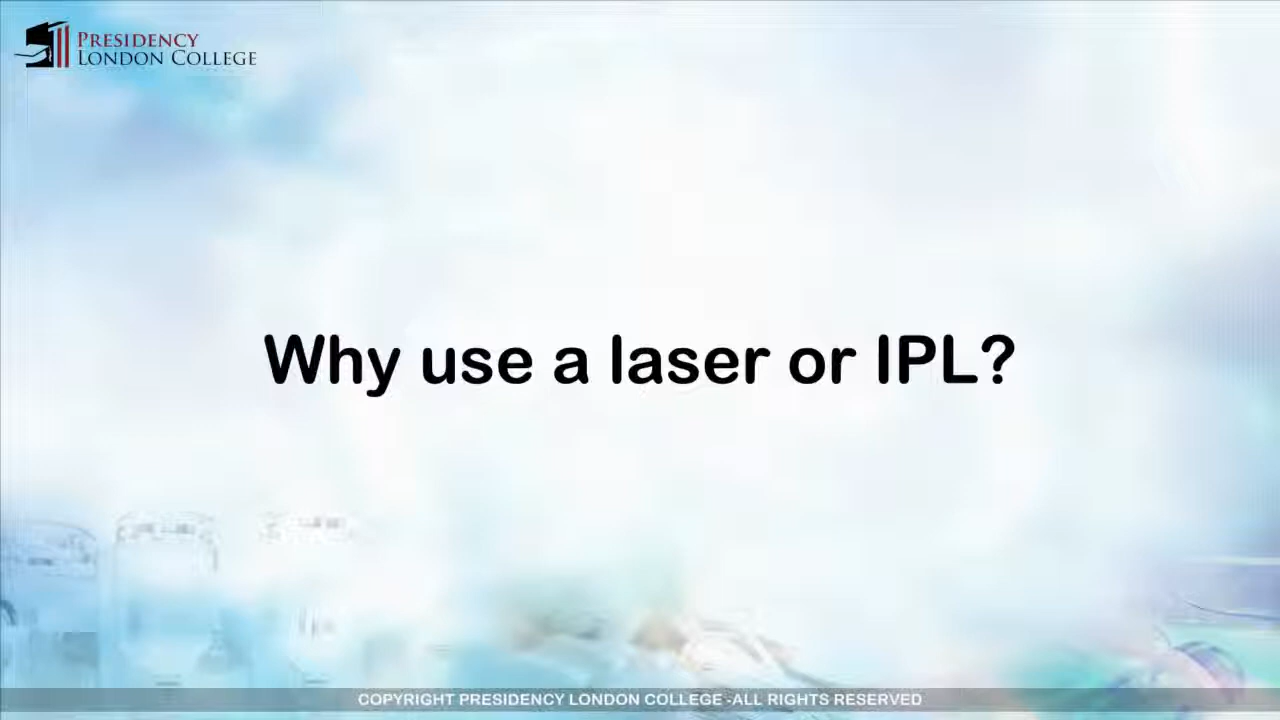 PRESIDENCY
LONDON COLLEGE
Why use a laser or IPL?
COPYRIGHT PRESIDENCY LONDON COLLEGE -ALL RIGHTS RESERVED